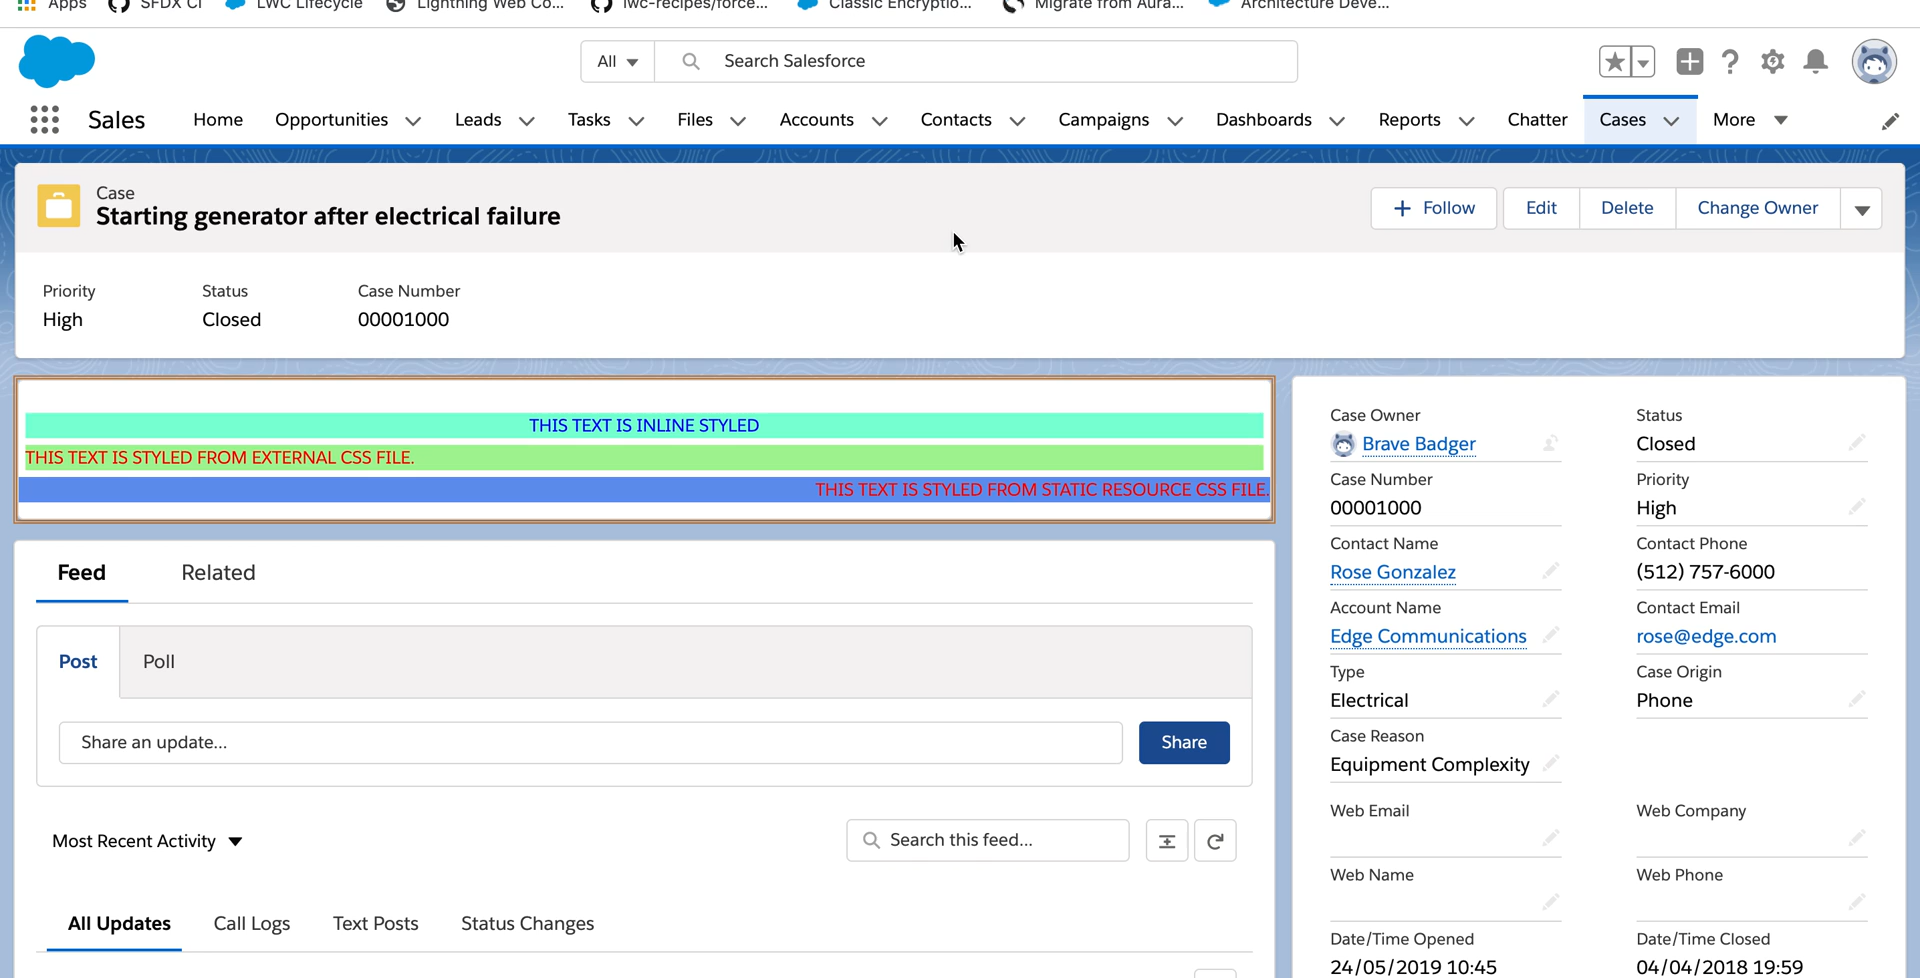 Apps SFDX CI LWC Lifecycle Lightning Web Co... lwc-recipes/force... Classic Encryptio... Migrate from Aura... Architecture Deve...
All Search Salesforce
Sales Home Opportunities Leads Tasks Files Accounts Contacts Campaigns Dashboards Reports Chatter Cases More
Case
Starting generator after electrical failure
Follow Edit Delete Change Owner
Priority Status Case Number
High Closed 00001000
THIS TEXT IS INLINE STYLED
THIS TEXT IS STYLED FROM EXTERNAL CSS FILE.
THIS TEXT IS STYLED FROM STATIC RESOURCE CSS FILE.
Feed Related
Post Poll
Share an update... Share
Most Recent Activity Search this feed...
All Updates Call Logs Text Posts Status Changes
Case Owner Status
Brave Badger Closed
Case Number Priority
00001000 High
Contact Name Contact Phone
Rose Gonzalez (512) 757-6000
Account Name Contact Email
Edge Communications rose@edge.com
Type Case Origin
Electrical Phone
Case Reason
Equipment Complexity
Web Email Web Company
Web Name Web Phone
Date/Time Opened Date/Time Closed
24/05/2019 10:45 04/04/2018 19:59